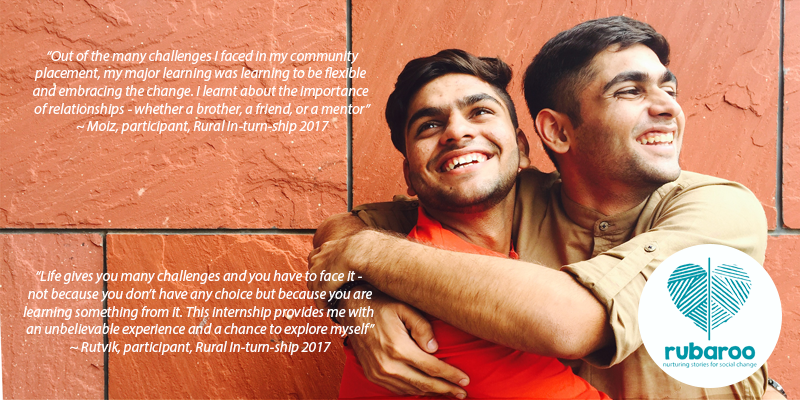 “Out of the many challenges I faced in my community
placement, my major learning was learning to be flexible
and embracing the change. I learnt about the importance
of relationships - whether a brother, a friend, or a mentor”
~ Moiz, participant, Rural In-turn-ship 2017
“Life gives you many challenges and you have to face it -
not because you don’t have any choice but because you are
learning something from it. This internship provides me with
an unbelievable experience and a chance to explore myself”
~ Rutvik, participant, Rural In-turn-ship 2017
rubaroo
nurturing stories for social change